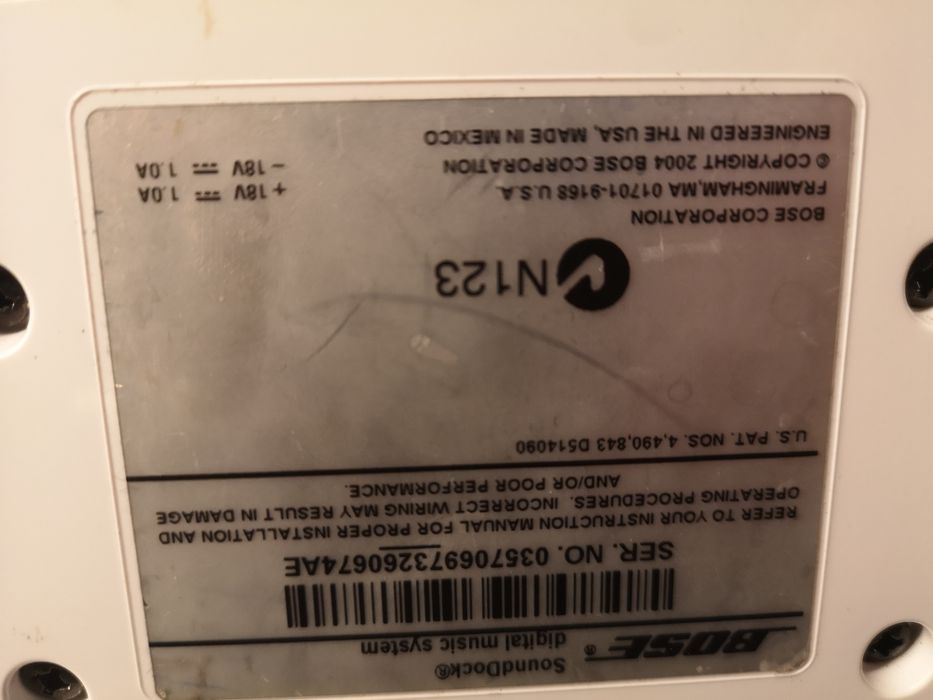 BOSE®
SoundDock®
digital music system
SER. NO. 035706973260674AE
REFER TO YOUR INSTRUCTION MANUAL FOR PROPER INSTALLATION AND
OPERATING PROCEDURES. INCORRECT WIRING MAY RESULT IN DAMAGE
AND/OR POOR PERFORMANCE.
U.S. PAT. NOS. 4,490,843 D514090
N123
BOSE CORPORATION
FRAMINGHAM,MA 01701-9168 U.S.A.
© COPYRIGHT 2004 BOSE CORPORATION
ENGINEERED IN THE USA, MADE IN MEXICO
+ 18V ⎓ 1.0A
– 18V ⎓ 1.0A